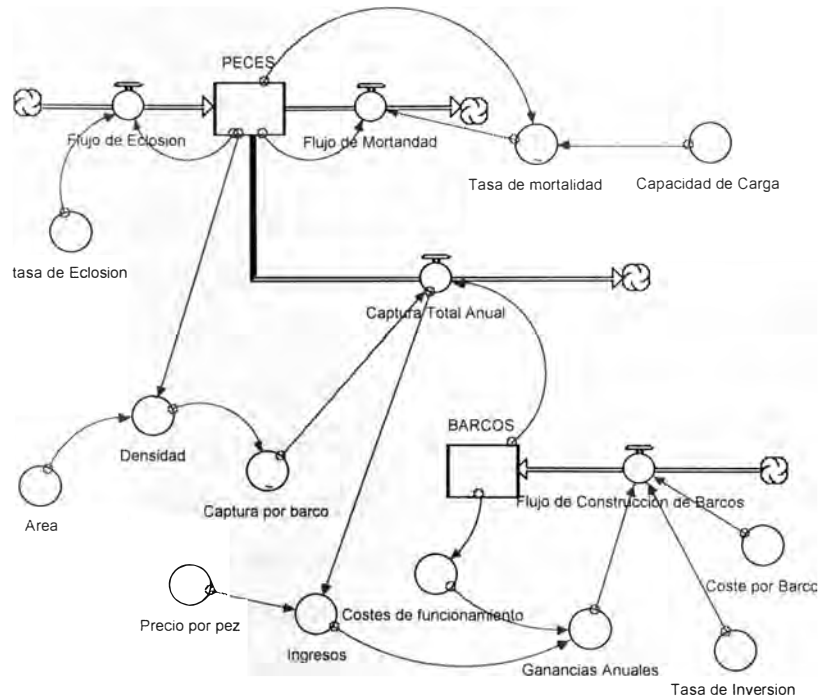 PECES
Flujo de Eclosion
Flujo de Mortandad
Tasa de mortalidad
Capacidad de Carga
tasa de Eclosion
Captura Total Anual
BARCOS
Densidad
Flujo de Construccion de Barcos
Captura por barco
Area
Coste por Barco
Precio por pez
Costes de funcionamiento
Ingresos
Ganancias Anuales
Tasa de Inversion